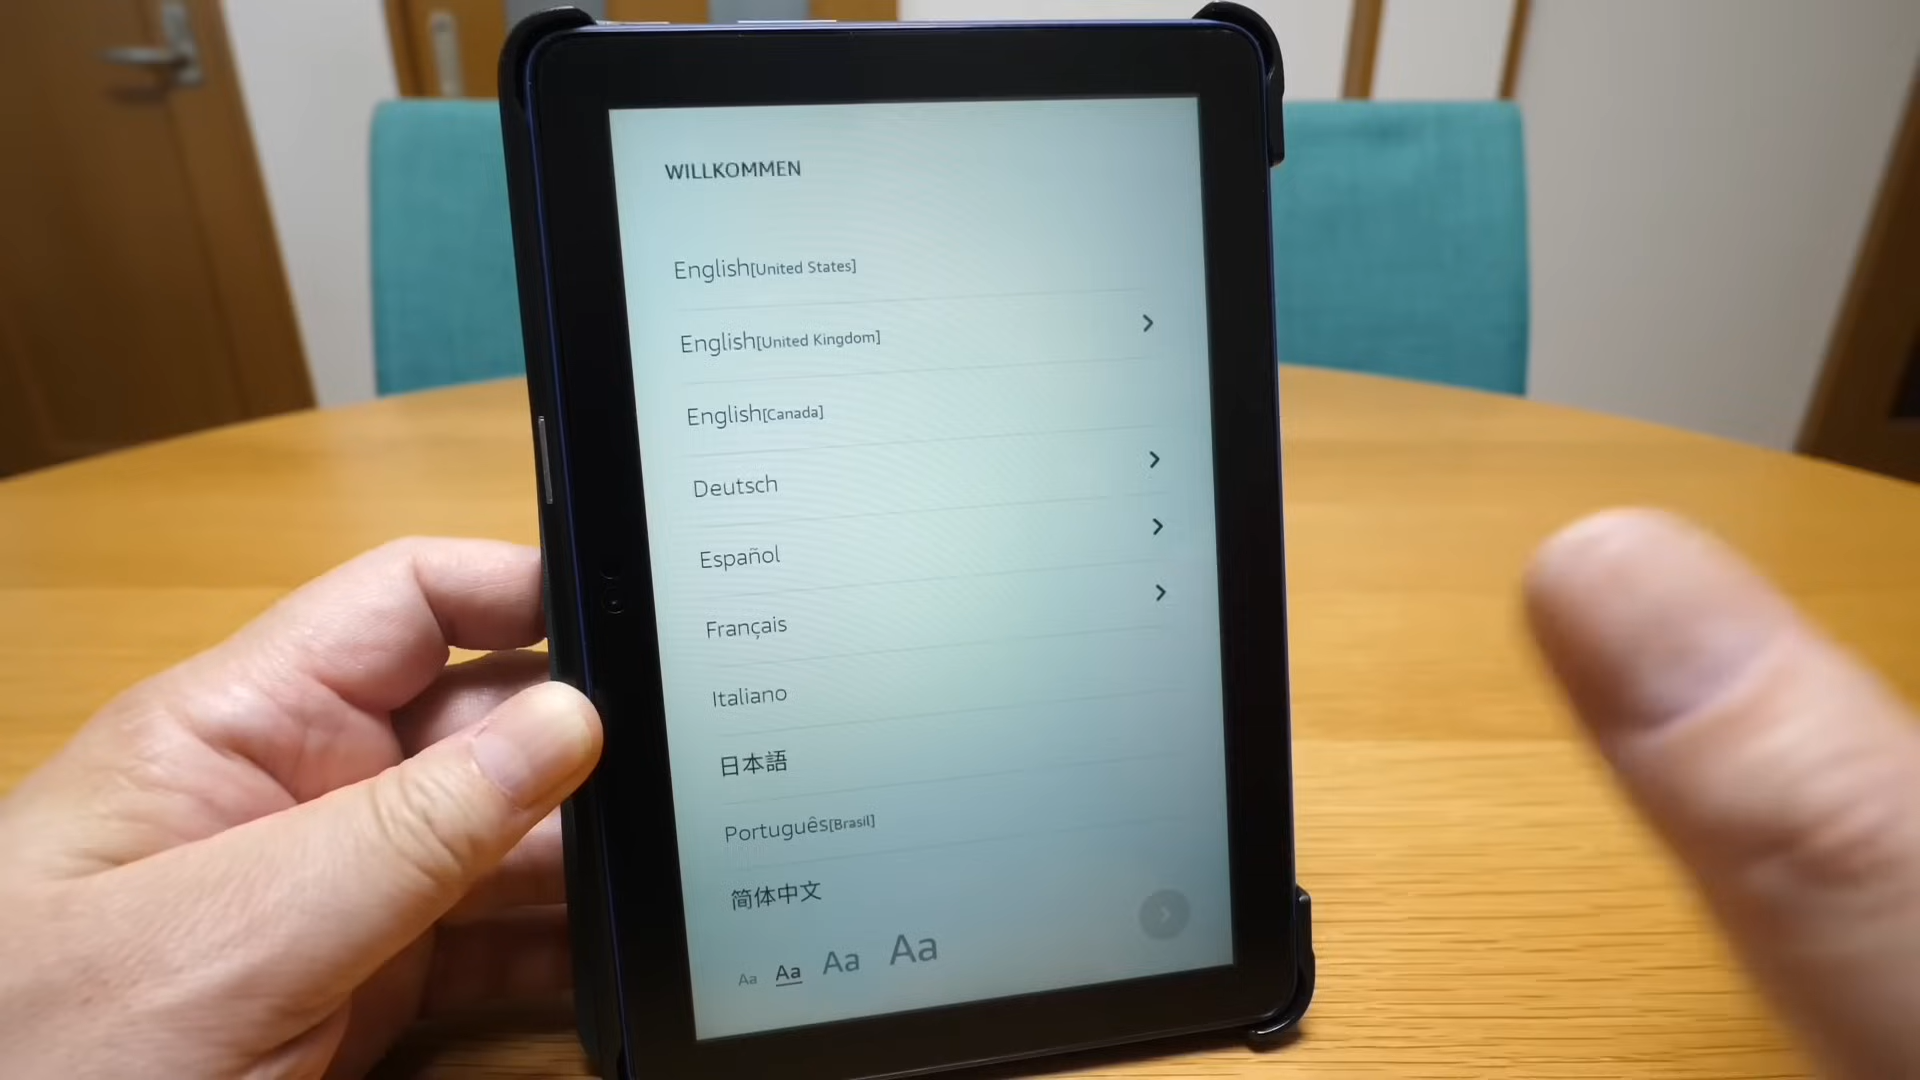 WILLKOMMEN
English[United States]
English[United Kingdom]
English[Canada]
Deutsch
Español
Français
Italiano
日本語
Português[Brasil]
简体中文
Aa Aa Aa Aa